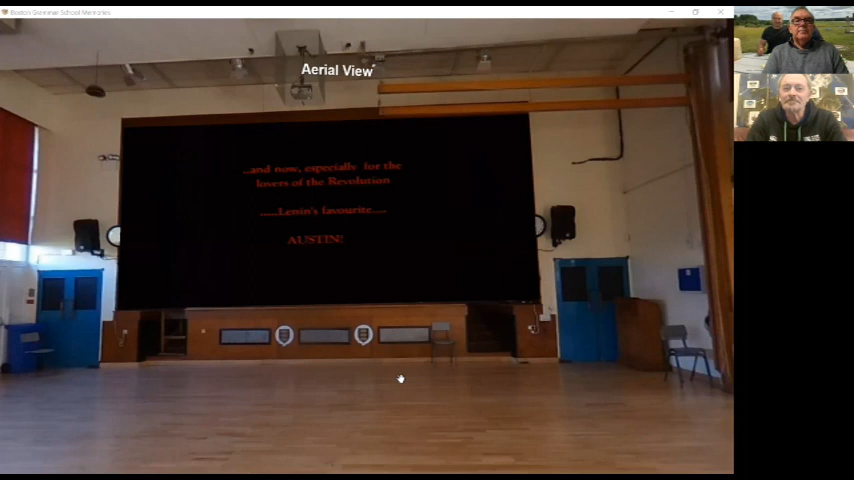 Boston Grammar School Memories
Aerial View
...and now, especially for the
lovers of the Revolution
.....Lenin's favourite....
AUSTIN!